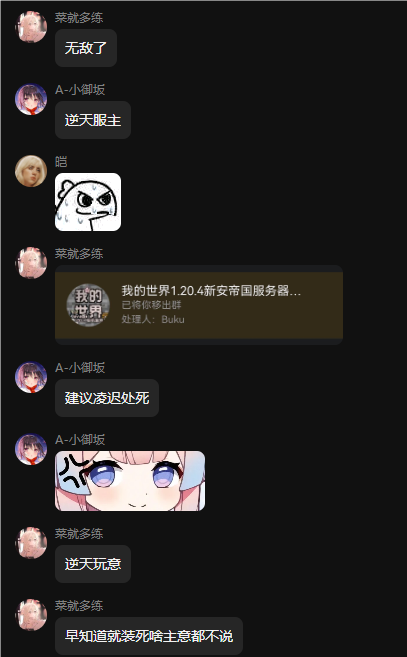 菜就多练
无敌了
A-小御坂
逆天服主
皑
菜就多练
我的世界
我的世界1.20.4新安帝国服务器...
已将你移出群
处理人：Buku
A-小御坂
建议凌迟处死
A-小御坂
菜就多练
逆天玩意
菜就多练
早知道就装死啥主意都不说